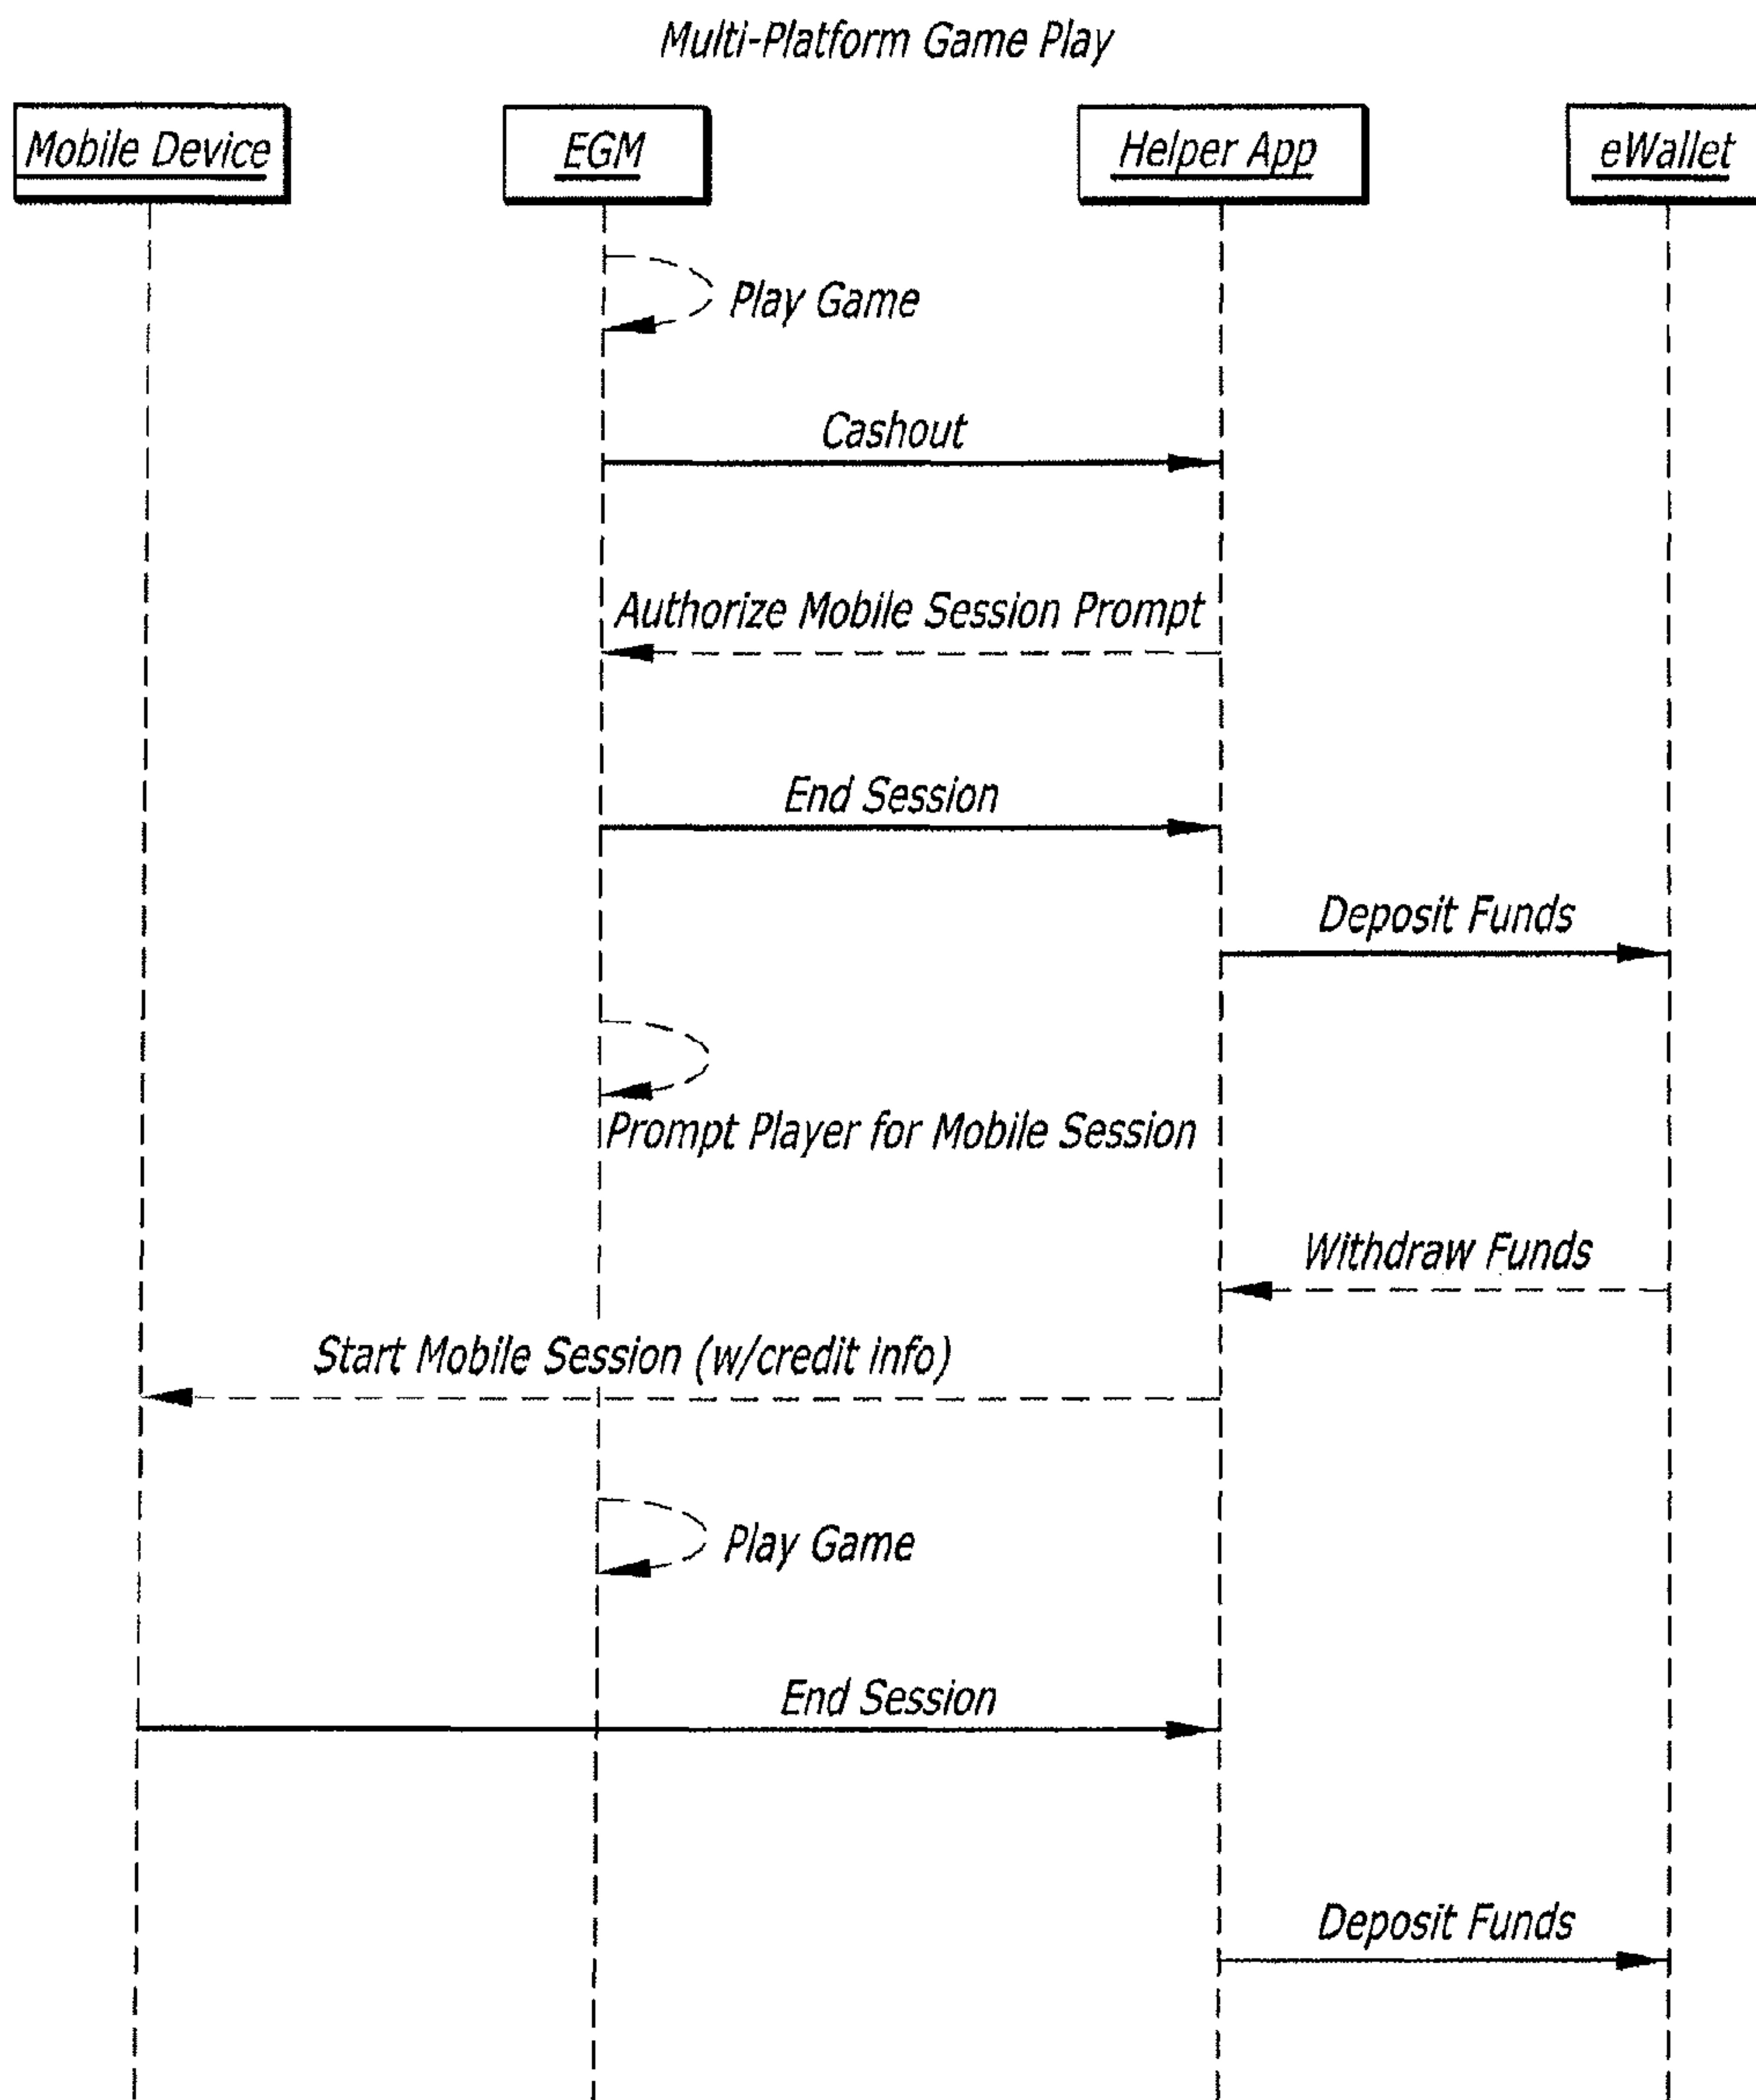 Multi-Platform Game Play
Mobile Device
EGM
Helper App
eWallet
Play Game
Cashout
Authorize Mobile Session Prompt
End Session
Deposit Funds
Prompt Player for Mobile Session
Withdraw Funds
Start Mobile Session (w/credit info)
Play Game
End Session
Deposit Funds